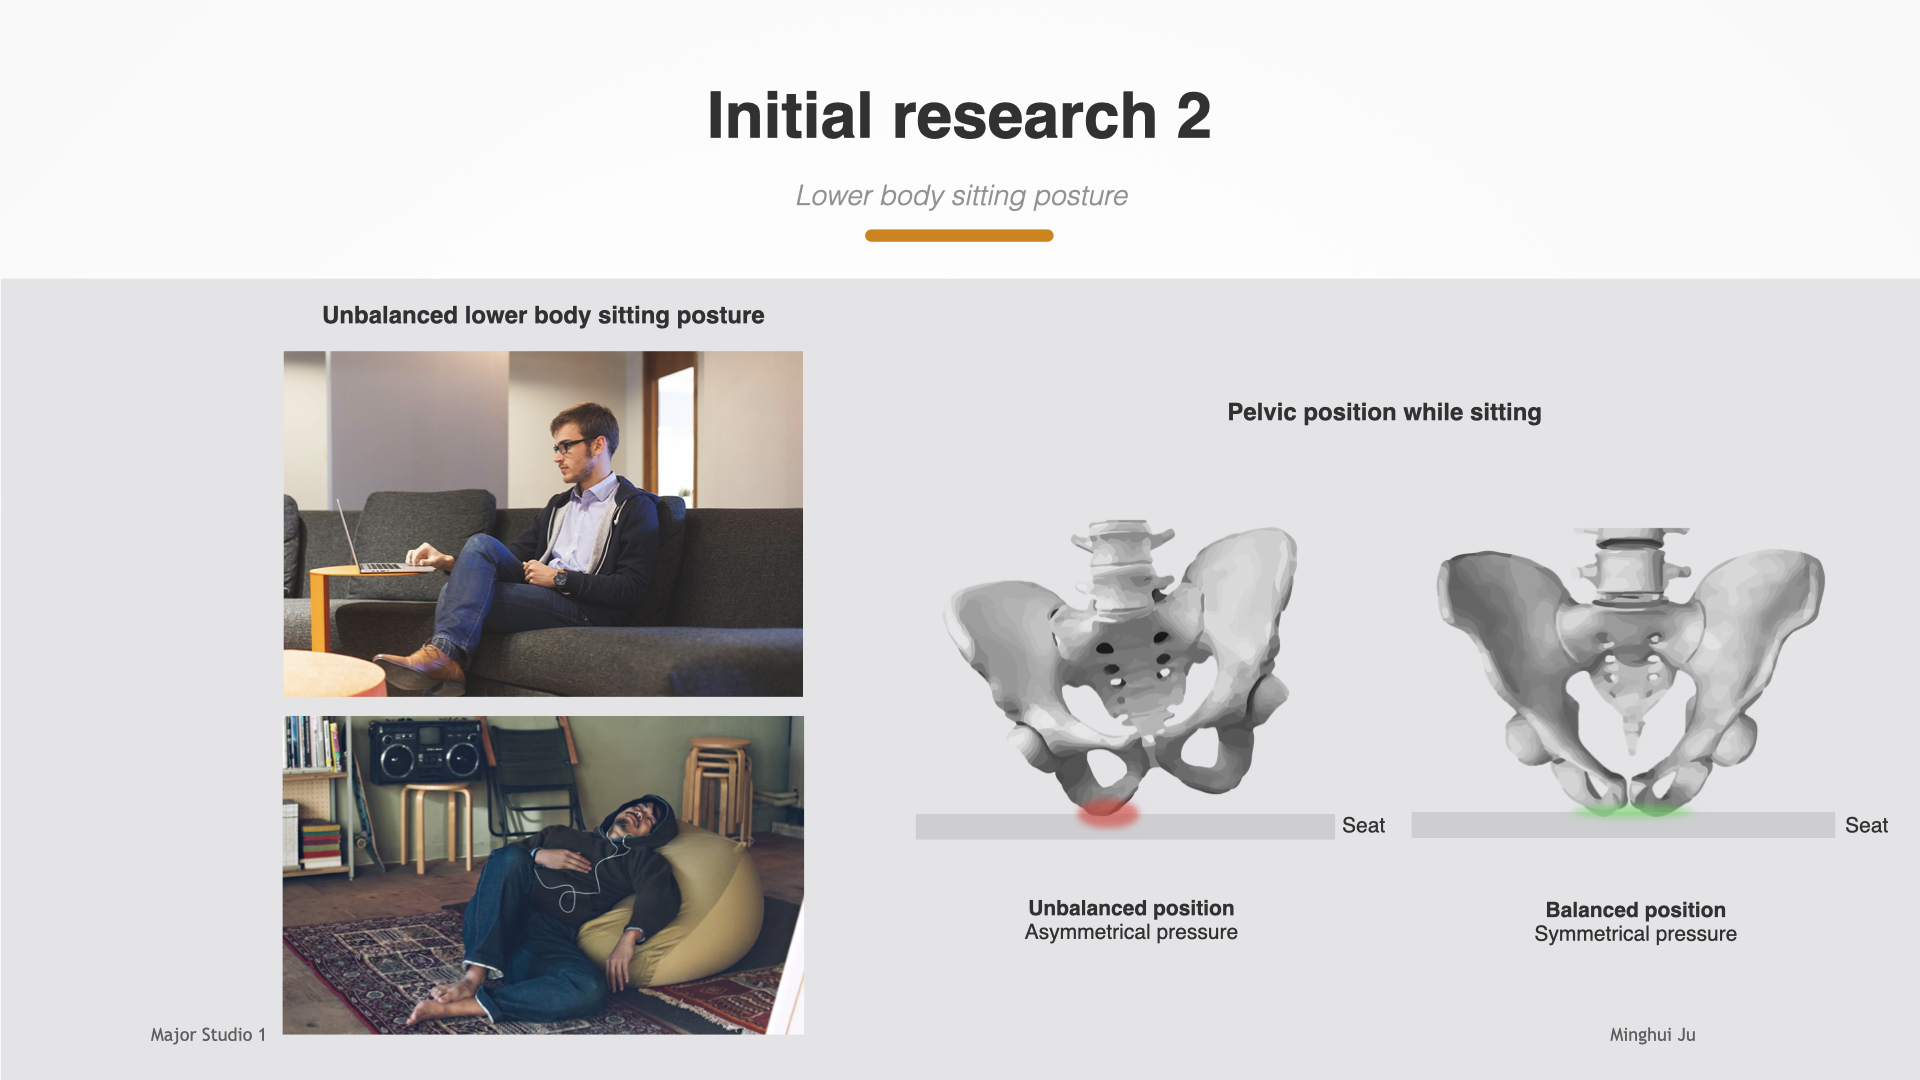 Initial research 2
Lower body sitting posture
Unbalanced lower body sitting posture
Pelvic position while sitting
Seat
Seat
Unbalanced position
Asymmetrical pressure
Balanced position
Symmetrical pressure
Major Studio 1
Minghui Ju